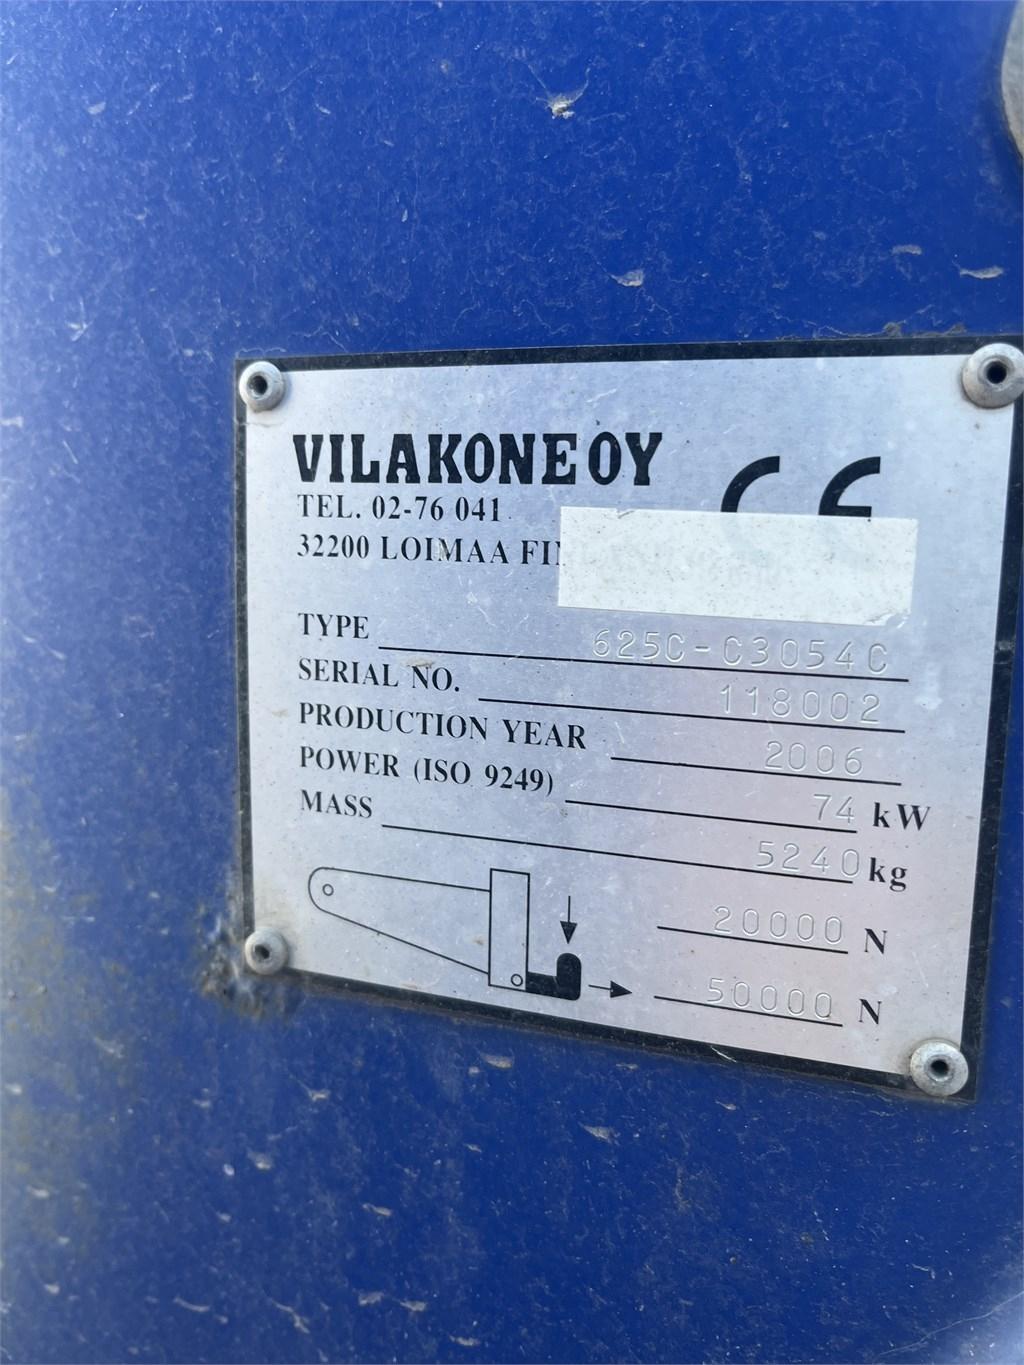 VILAKONE OY
TEL. 02-76 041
32200 LOIMAA
CE
TYPE 625C-C3054C
SERIAL NO. 118002
PRODUCTION YEAR 2006
POWER (ISO 9249) 74 kW
MASS 5240 kg
20000 N
50000 N